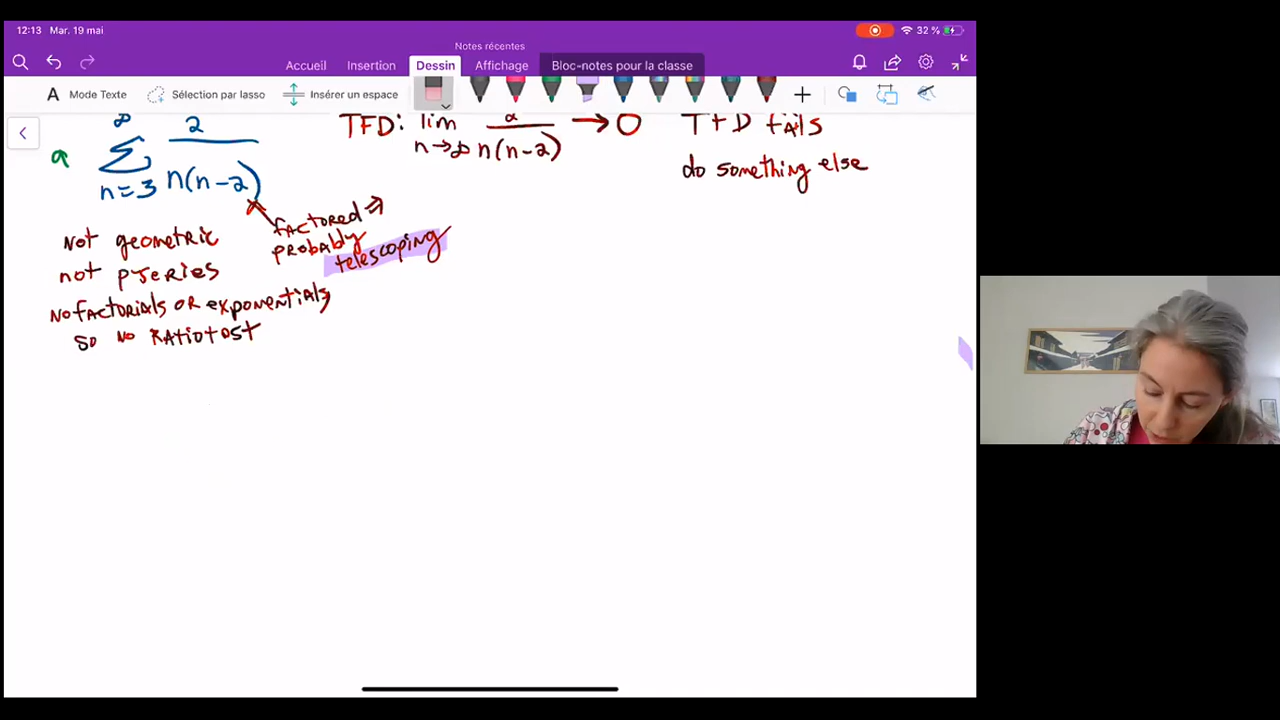 12:13 Mar. 19 mai
32 %
Notes récentes
Accueil Insertion Dessin Affichage Bloc-notes pour la classe
A Mode Texte Sélection par lasso Insérer un espace
a ∞ Σ n=3 2 / n(n-2)
TFD: lim n→∞ 2 / n(n-2) → 0 TFD fails
do something else
factored ⇒
probably
telescoping
not geometric
not p series
no factorials or exponentials
so no ratio test